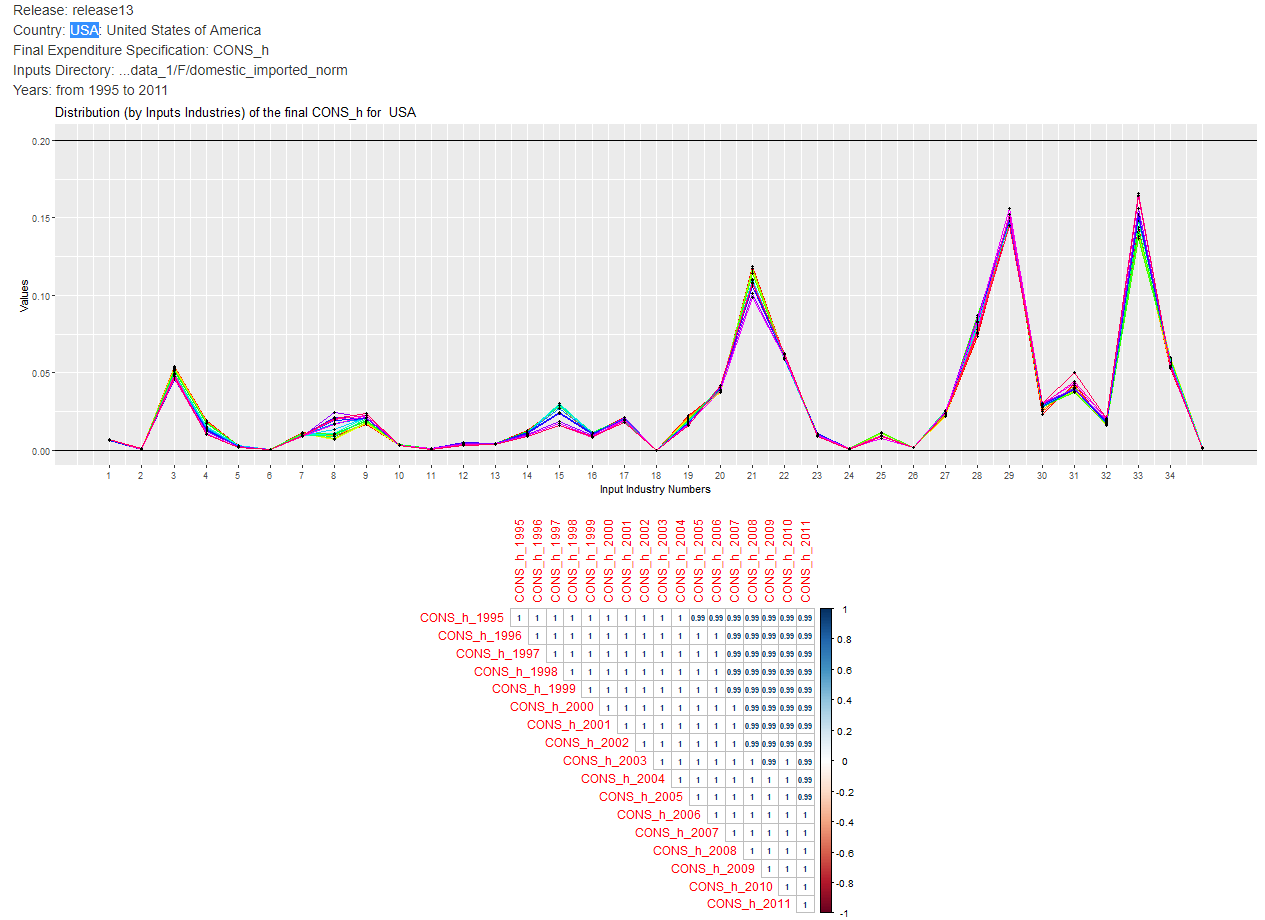 Release: release13
Country: USA: United States of America
Final Expenditure Specification: CONS_h
Inputs Directory: ...data_1/F/domestic_imported_norm
Years: from 1995 to 2011
Distribution (by Inputs Industries) of the final CONS_h for USA
Values
0.20
0.15
0.10
0.05
0.00
1 2 3 4 5 6 7 8 9 10 11 12 13 14 15 16 17 18 19 20 21 22 23 24 25 26 27 28 29 30 31 32 33 34
Input Industry Numbers
CONS_h_1995 CONS_h_1996 CONS_h_1997 CONS_h_1998 CONS_h_1999 CONS_h_2000 CONS_h_2001 CONS_h_2002 CONS_h_2003 CONS_h_2004 CONS_h_2005 CONS_h_2006 CONS_h_2007 CONS_h_2008 CONS_h_2009 CONS_h_2010 CONS_h_2011
CONS_h_1995 1 1 1 1 1 1 1 1 1 1 0.99 0.99 0.99 0.99 0.99 0.99 0.99
CONS_h_1996 1 1 1 1 1 1 1 1 1 1 1 0.99 0.99 0.99 0.99 0.99
CONS_h_1997 1 1 1 1 1 1 1 1 1 1 0.99 0.99 0.99 0.99 0.99
CONS_h_1998 1 1 1 1 1 1 1 1 1 0.99 0.99 0.99 0.99 0.99
CONS_h_1999 1 1 1 1 1 1 1 1 0.99 0.99 0.99 0.99 0.99
CONS_h_2000 1 1 1 1 1 1 1 1 0.99 0.99 0.99 0.99
CONS_h_2001 1 1 1 1 1 1 1 0.99 0.99 0.99 0.99
CONS_h_2002 1 1 1 1 1 1 0.99 0.99 0.99 0.99
CONS_h_2003 1 1 1 1 1 1 0.99 1 0.99
CONS_h_2004 1 1 1 1 1 1 1 0.99
CONS_h_2005 1 1 1 1 1 1 0.99
CONS_h_2006 1 1 1 1 1 1
CONS_h_2007 1 1 1 1 1
CONS_h_2008 1 1 1 1
CONS_h_2009 1 1 1
CONS_h_2010 1 1
CONS_h_2011 1
1
0.8
0.6
0.4
0.2
0
-0.2
-0.4
-0.6
-0.8
-1